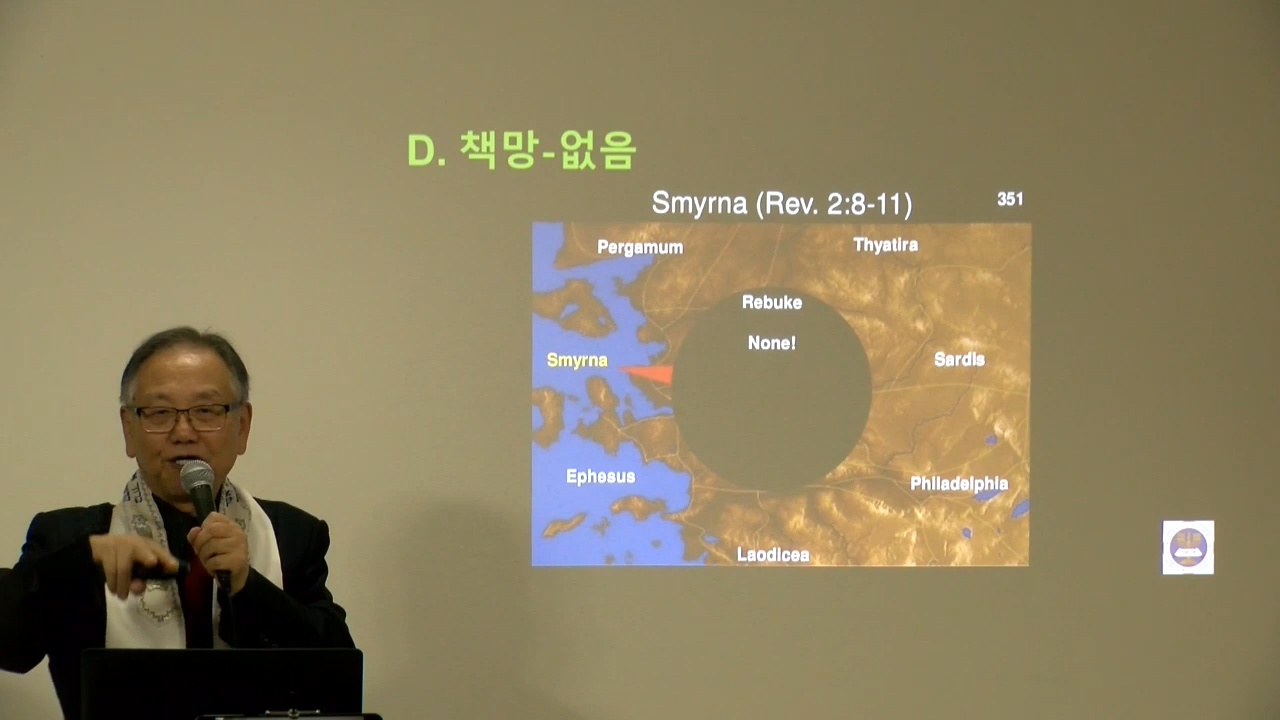 D. 책망-없음
Smyrna (Rev. 2:8-11)
351
Pergamum
Thyatira
Rebuke
None!
Smyrna
Sardis
Ephesus
Philadelphia
Laodicea